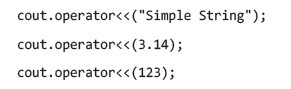 cout.operator<<("Simple String");
cout.operator<<(3.14);
cout.operator<<(123);